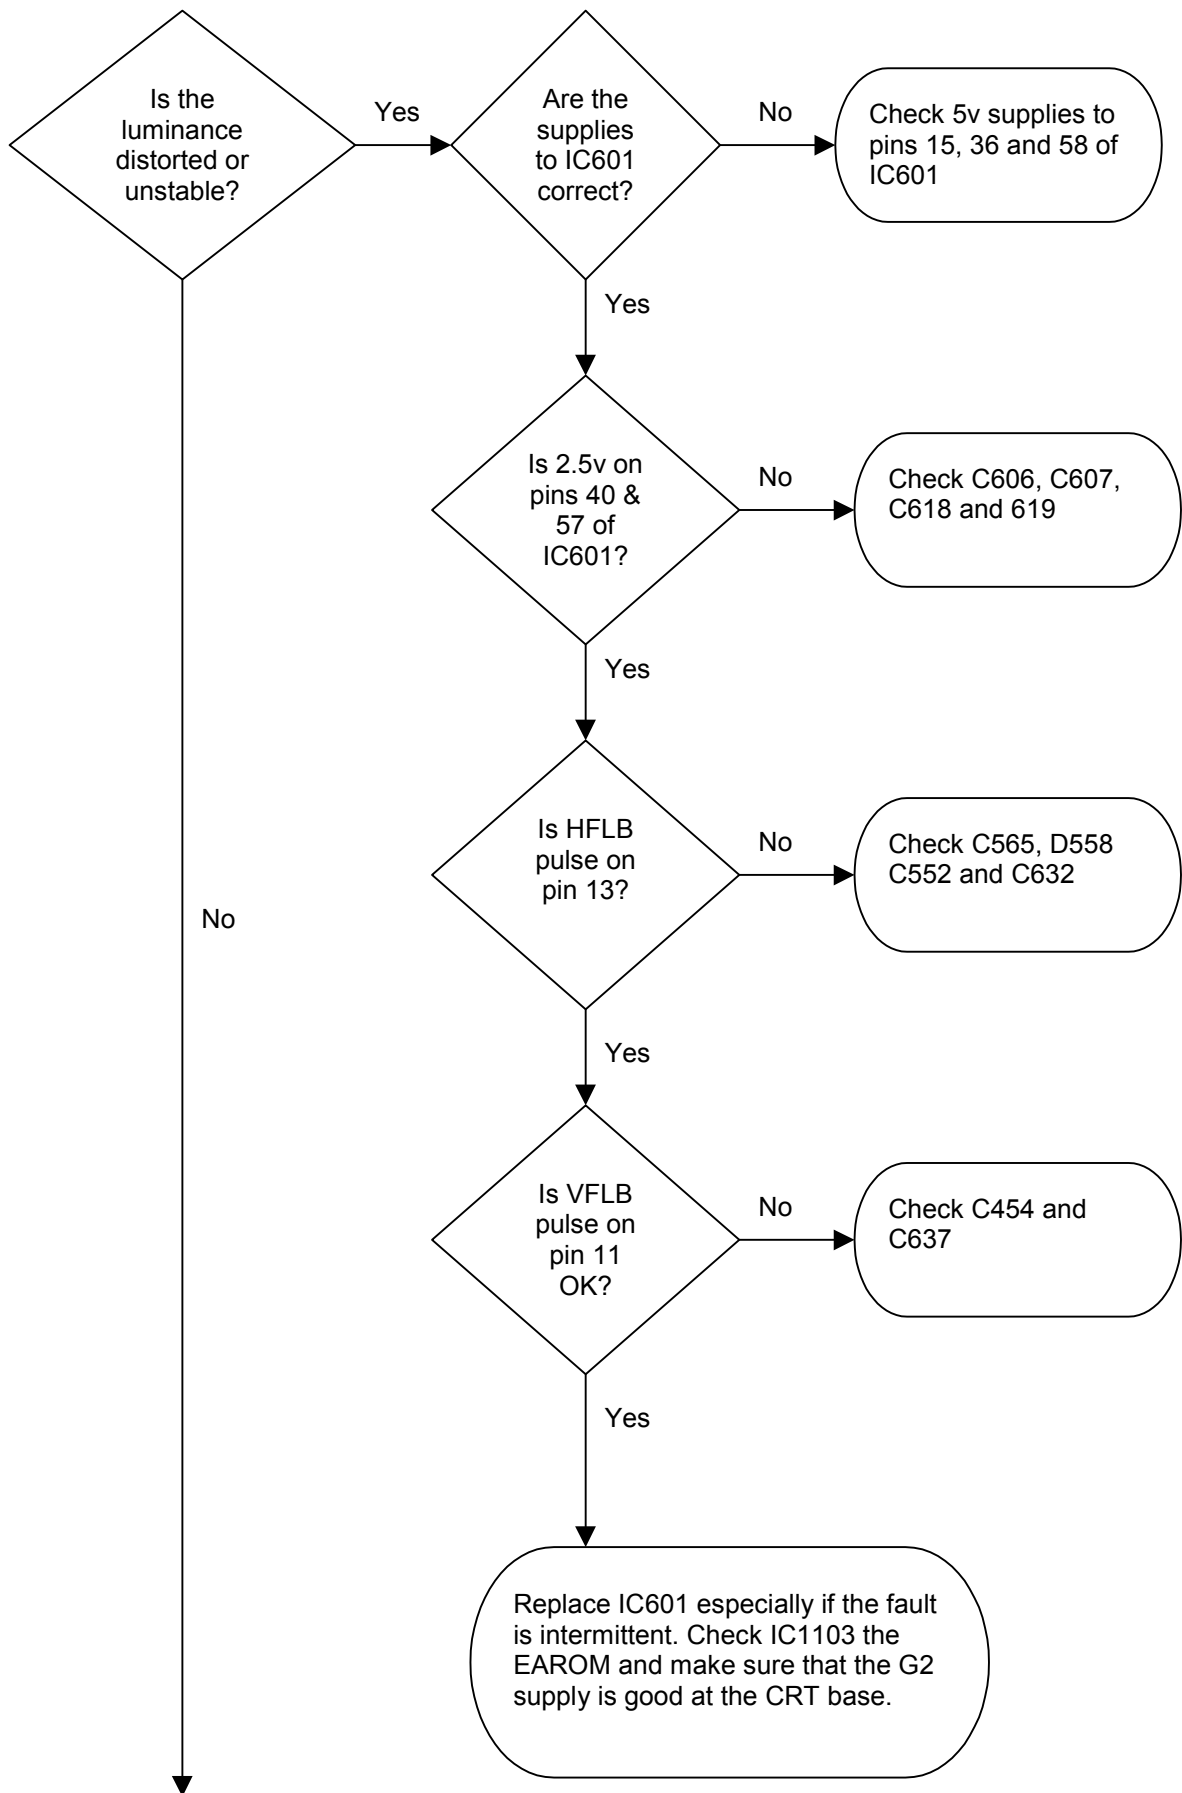 Is the
luminance
distorted or
unstable?
Yes
Are the
supplies
to IC601
correct?
No
Check 5v supplies to
pins 15, 36 and 58 of
IC601
Yes
Is 2.5v on
pins 40 &
57 of
IC601?
No
Check C606, C607,
C618 and 619
Yes
Is HFLB
pulse on
pin 13?
No
Check C565, D558
C552 and C632
No
Yes
Is VFLB
pulse on
pin 11
OK?
No
Check C454 and
C637
Yes
Replace IC601 especially if the fault
is intermittent. Check IC1103 the
EAROM and make sure that the G2
supply is good at the CRT base.